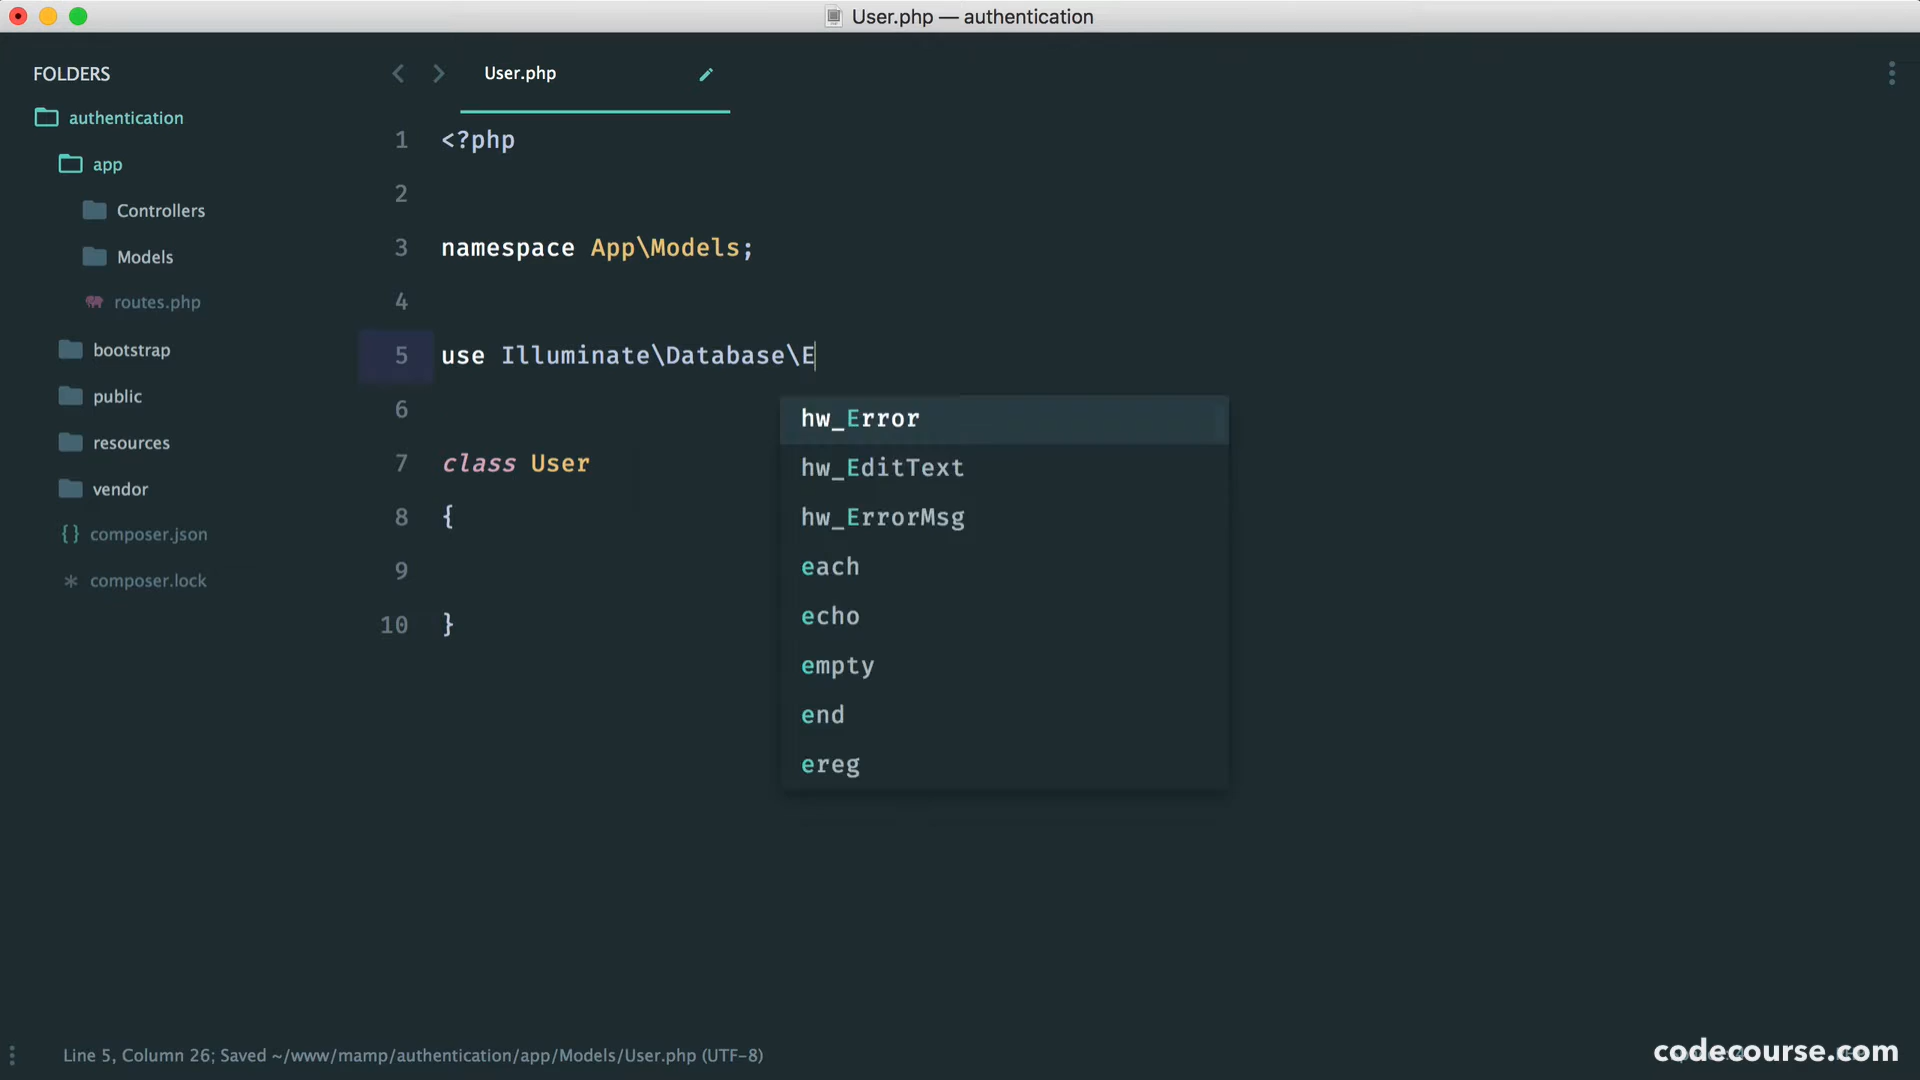 User.php — authentication
FOLDERS
authentication
app
Controllers
Models
routes.php
bootstrap
public
resources
vendor
{} composer.json
* composer.lock
User.php
1 <?php
2
3 namespace App\Models;
4
5 use Illuminate\Database\E
6
7 class User
8 {
9
10 }
hw_Error
hw_EditText
hw_ErrorMsg
each
echo
empty
end
ereg
Line 5, Column 26; Saved ~/www/mamp/authentication/app/Models/User.php (UTF-8)
codecourse.com